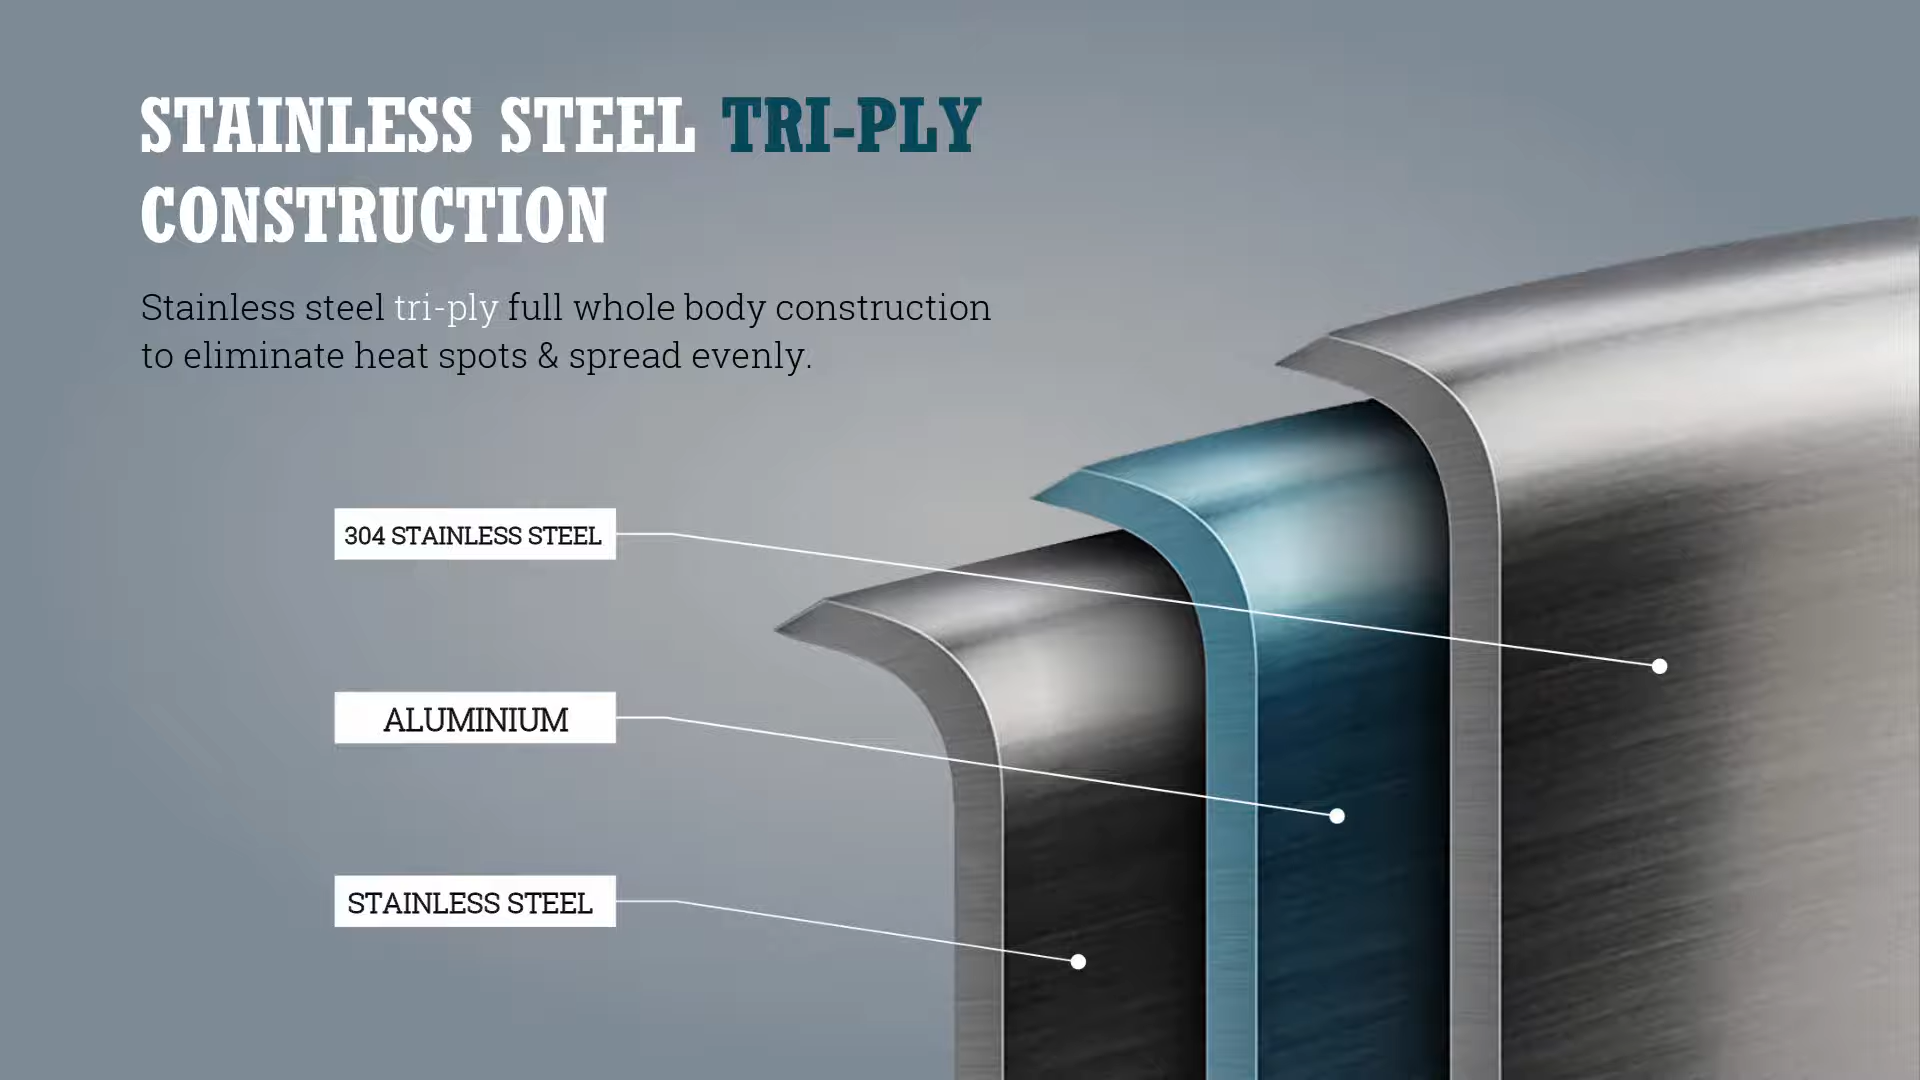 STAINLESS STEEL TRI-PLY
CONSTRUCTION
Stainless steel tri-ply full whole body construction
to eliminate heat spots & spread evenly.
304 STAINLESS STEEL
ALUMINIUM
STAINLESS STEEL